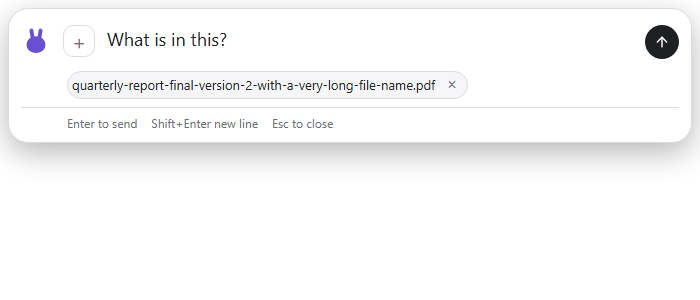 What is in this?
quarterly-report-final-version-2-with-a-very-long-file-name.pdf ×
Enter to send Shift+Enter new line Esc to close